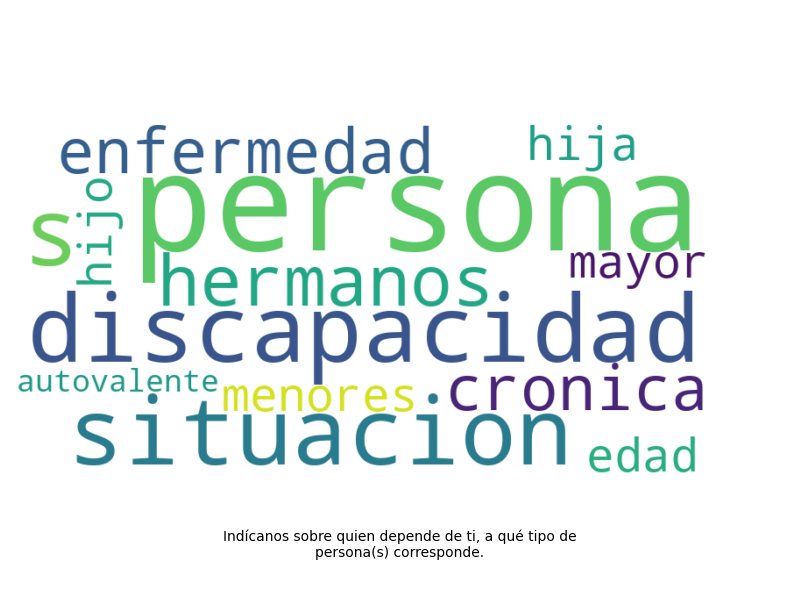 enfermedad
hija
persona
s
hijo
hermanos
mayor
discapacidad
autovalente
menores
cronica
situacion
edad
Indícanos sobre quien depende de ti, a qué tipo de
persona(s) corresponde.